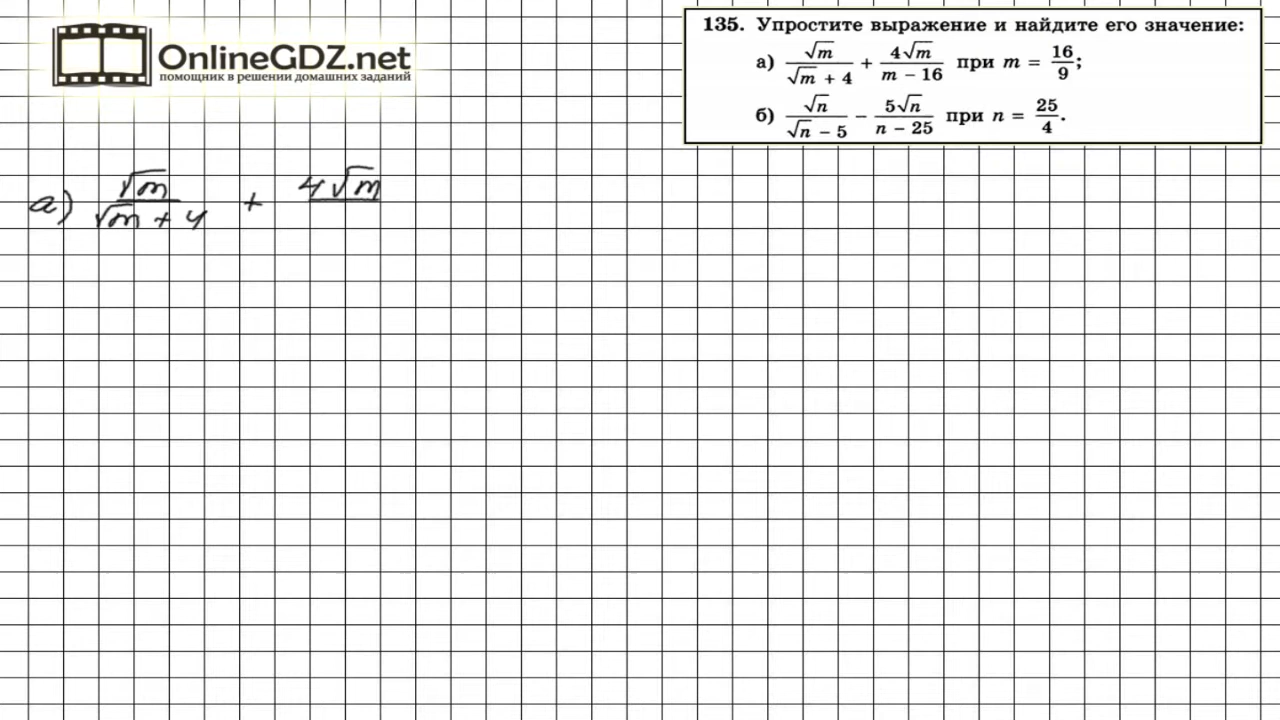 OnlineGDZ.net
помощник в решении домашних заданий
135. Упростите выражение и найдите его значение:
а) √m / (√m + 4) + 4√m / (m − 16) при m = 16/9;
б) √n / (√n − 5) − 5√n / (n − 25) при n = 25/4.
а) √m / (√m + 4) + 4√m